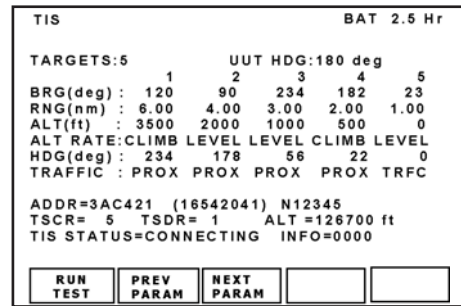 TIS BAT 2.5 Hr
TARGETS:5 UUT HDG:180 deg
1 2 3 4 5
BRG(deg) : 120 90 234 182 23
RNG(nm) : 6.00 4.00 3.00 2.00 1.00
ALT(ft) : 3500 2000 1000 500 0
ALT RATE:CLIMB LEVEL LEVEL CLIMB LEVEL
HDG(deg) : 234 178 56 22 0
TRAFFIC : PROX PROX PROX PROX TRFC
ADDR=3AC421 (16542041) N12345
TSCR= 5 TSDR= 1 ALT =126700 ft
TIS STATUS=CONNECTING INFO=0000
RUN TEST
PREV PARAM
NEXT PARAM